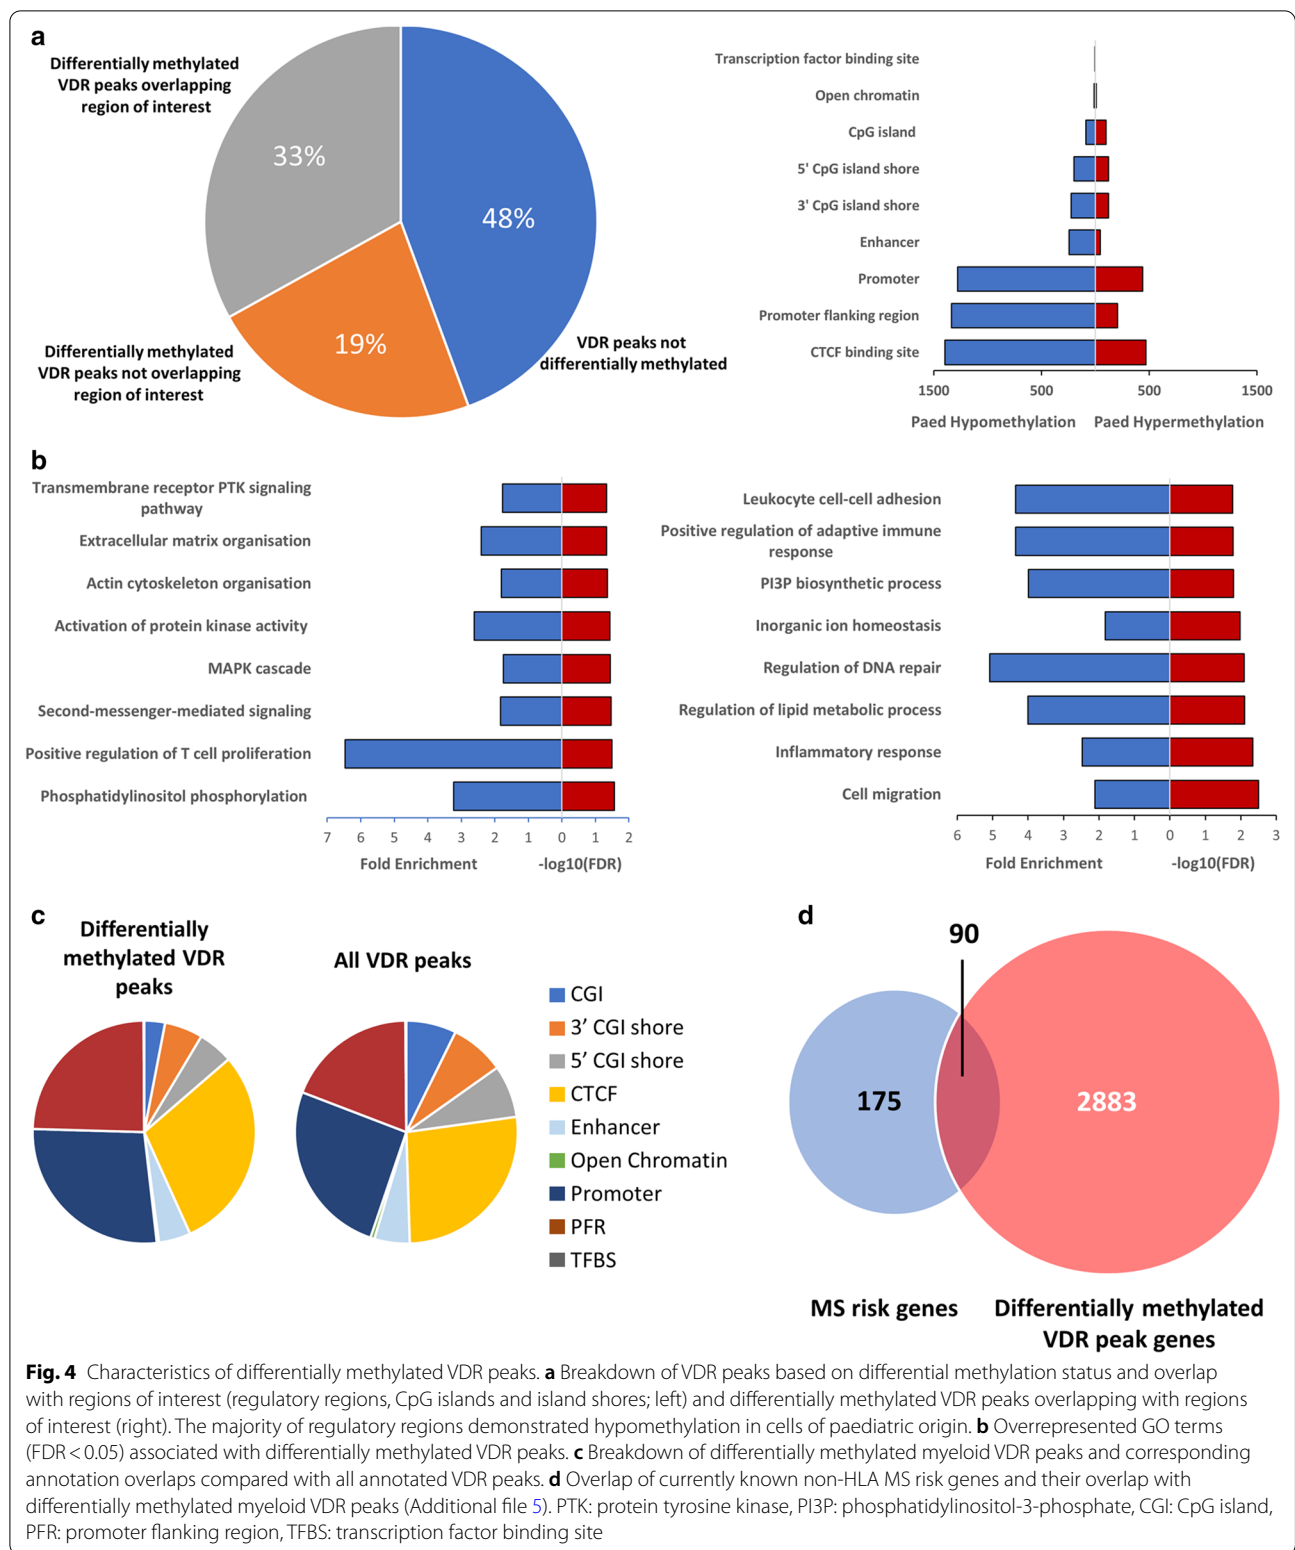 a
Differentially methylated
VDR peaks overlapping
region of interest
33%
48%
19%
Differentially methylated
VDR peaks not overlapping
region of interest
VDR peaks not
differentially methylated
Transcription factor binding site
Open chromatin
CpG island
5' CpG island shore
3' CpG island shore
Enhancer
Promoter
Promoter flanking region
CTCF binding site
1500 500 500 1500
Paed Hypomethylation Paed Hypermethylation
b
Transmembrane receptor PTK signaling
pathway
Extracellular matrix organisation
Actin cytoskeleton organisation
Activation of protein kinase activity
MAPK cascade
Second-messenger-mediated signaling
Positive regulation of T cell proliferation
Phosphatidylinositol phosphorylation
7 6 5 4 3 2 1 0 1 2
Fold Enrichment -log10(FDR)
Leukocyte cell-cell adhesion
Positive regulation of adaptive immune
response
PI3P biosynthetic process
Inorganic ion homeostasis
Regulation of DNA repair
Regulation of lipid metabolic process
Inflammatory response
Cell migration
6 5 4 3 2 1 0 1 2 3
Fold Enrichment -log10(FDR)
c
Differentially
methylated VDR
peaks
All VDR peaks
CGI
3’ CGI shore
5’ CGI shore
CTCF
Enhancer
Open Chromatin
Promoter
PFR
TFBS
d
90
175
2883
MS risk genes
Differentially methylated
VDR peak genes
Fig. 4 Characteristics of differentially methylated VDR peaks. a Breakdown of VDR peaks based on differential methylation status and overlap
with regions of interest (regulatory regions, CpG islands and island shores; left) and differentially methylated VDR peaks overlapping with regions
of interest (right). The majority of regulatory regions demonstrated hypomethylation in cells of paediatric origin. b Overrepresented GO terms
(FDR < 0.05) associated with differentially methylated VDR peaks. c Breakdown of differentially methylated myeloid VDR peaks and corresponding
annotation overlaps compared with all annotated VDR peaks. d Overlap of currently known non-HLA MS risk genes and their overlap with
differentially methylated myeloid VDR peaks (Additional file 5). PTK: protein tyrosine kinase, PI3P: phosphatidylinositol-3-phosphate, CGI: CpG island,
PFR: promoter flanking region, TFBS: transcription factor binding site